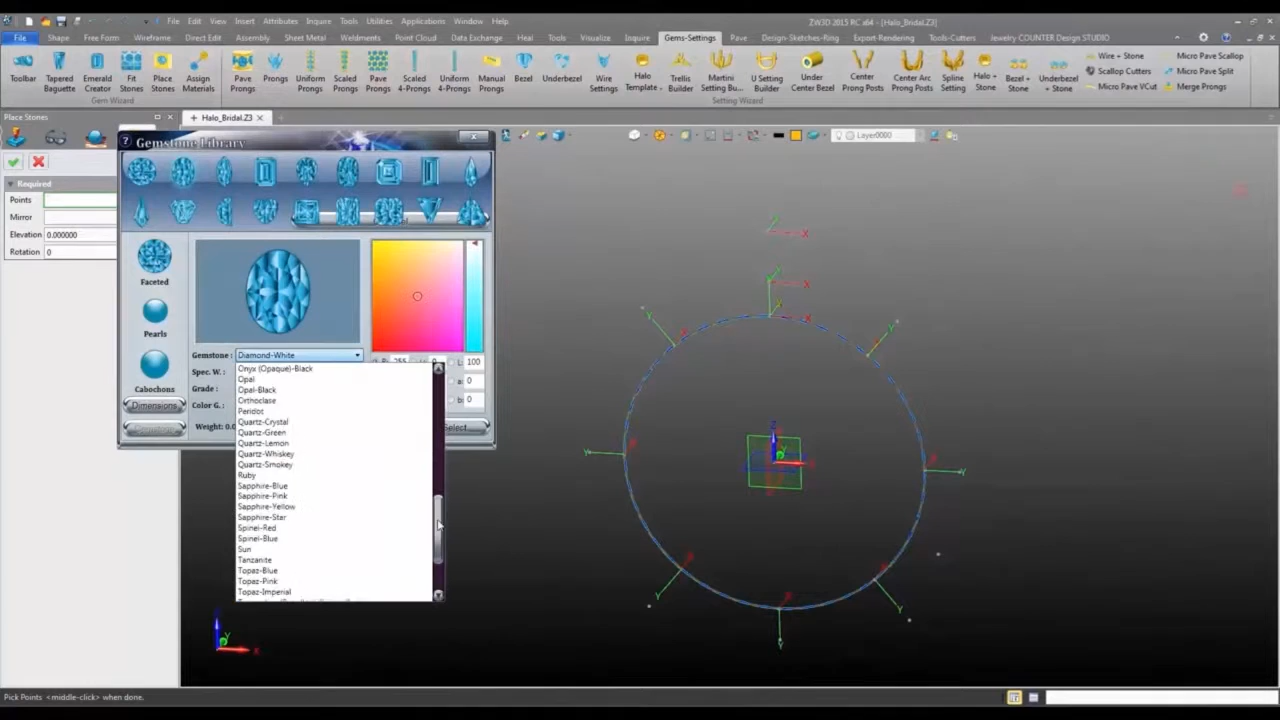 File Edit View Insert Attributes Inquire Tools Utilities Applications Window Help
ZW3D 2015 RC x64 - [Halo_Bridal.Z3]
File Shape Free Form Wireframe Direct Edit Assembly Sheet Metal Weldments Point Cloud Data Exchange Heal Tools Visualize Inquire Gems-Settings Pave Design-Sketches-Ring Export-Rendering Tools-Cutters Jewelry COUNTER Design STUDIO
Toolbar
Tapered Baguette
Emerald Creator
Fit Stones
Place Stones
Assign Materials
Pave Prongs
Prongs
Uniform Prongs
Scaled Prongs
Pave Prongs
Scaled 4-Prongs
Uniform 4-Prongs
Manual Prongs
Bezel
Underbezel
Wire Settings
Halo Template
Trellis Builder
Martini Setting Bu...
U Setting Builder
Under Center Bezel
Center Prong Posts
Center Arc Prong Posts
Spline Setting
Halo + Stone
Bezel + Stone
Underbezel + Stone
Wire + Stone
Scallop Cutters
Micro Pave VCut
Micro Pave Scallop
Micro Pave Split
Merge Prongs
Gem Wizard
Setting Wizard
Place Stones
Halo_Bridal.Z3
Layer0090
Required
Points
Mirror
Elevation 0.000000
Rotation 0
Gemstone Library
Faceted
Pearls
Cabochons
Dimensions
Gemstone : Diamond-White
Spec. W. :
Grade :
Color G. :
Weight: 0.0
255
L: 100
a: 0
b: 0
Select
Onyx (Opaque)-Black
Opal
Opal-Black
Orthoclase
Peridot
Quartz-Crystal
Quartz-Green
Quartz-Lemon
Quartz-Whiskey
Quartz-Smokey
Ruby
Sapphire-Blue
Sapphire-Pink
Sapphire-Yellow
Sapphire-Star
Spinel-Red
Spinel-Blue
Sun
Tanzanite
Topaz-Blue
Topaz-Pink
Topaz-Imperial
Y
X
X
Y
X
Y
X
Y
Y
Y
Y
Y
Y
Z
Y
Y
X
Pick Points <middle-click> when done.